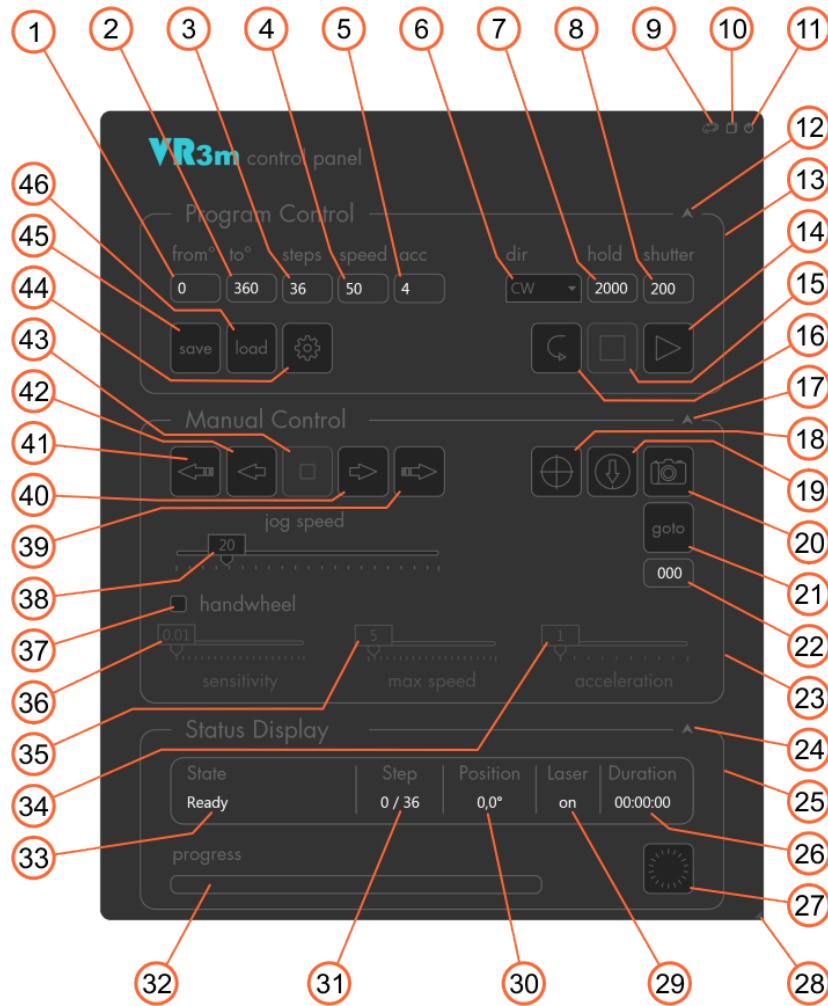 1 2 3 4 5 6 7 8 9 10 11
VR3m control panel
12
46
Program Control
13
45
from° to° steps speed acc dir hold shutter
14
44
0 360 36 50 4 CW 2000 200
15
43
save load
16
42
Manual Control
17
41
18
40
19
39
jog speed
20
goto
38
20
21
000
37
handwheel
22
36
0.01 5 1
sensitivity max speed acceleration
23
35
Status Display
24
34
State Step Position Laser Duration
25
33
Ready 0 / 36 0,0° on 00:00:00
26
progress
27
32 31 30 29 28